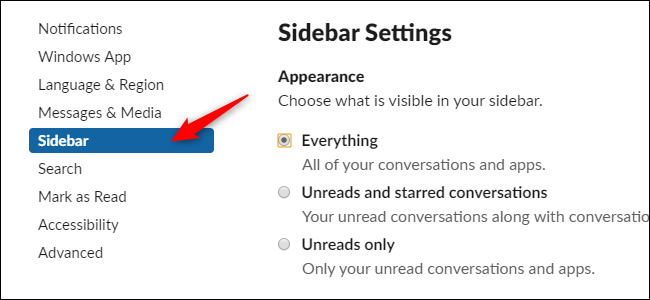 Notifications
Windows App
Language & Region
Messages & Media
Sidebar
Search
Mark as Read
Accessibility
Advanced
Sidebar Settings
Appearance
Choose what is visible in your sidebar.
Everything
All of your conversations and apps.
Unreads and starred conversations
Your unread conversations along with
Unreads only
Only your unread conversations and apps.